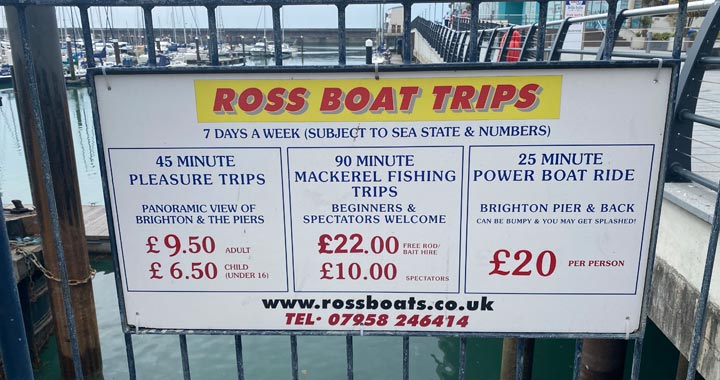 ROSS BOAT TRIPS
7 DAYS A WEEK (SUBJECT TO SEA STATE & NUMBERS)
45 MINUTE
PLEASURE TRIPS
PANORAMIC VIEW OF
BRIGHTON & THE PIERS
£9.50 ADULT
£6.50 CHILD
(UNDER 16)
90 MINUTE
MACKEREL FISHING
TRIPS
BEGINNERS &
SPECTATORS WELCOME
£22.00 FREE ROD/
BAIT HIRE
£10.00 SPECTATORS
25 MINUTE
POWER BOAT RIDE
BRIGHTON PIER & BACK
CAN BE BUMPY & YOU MAY GET SPLASHED!
£20 PER PERSON
www.rossboats.co.uk
TEL· 07958 246414